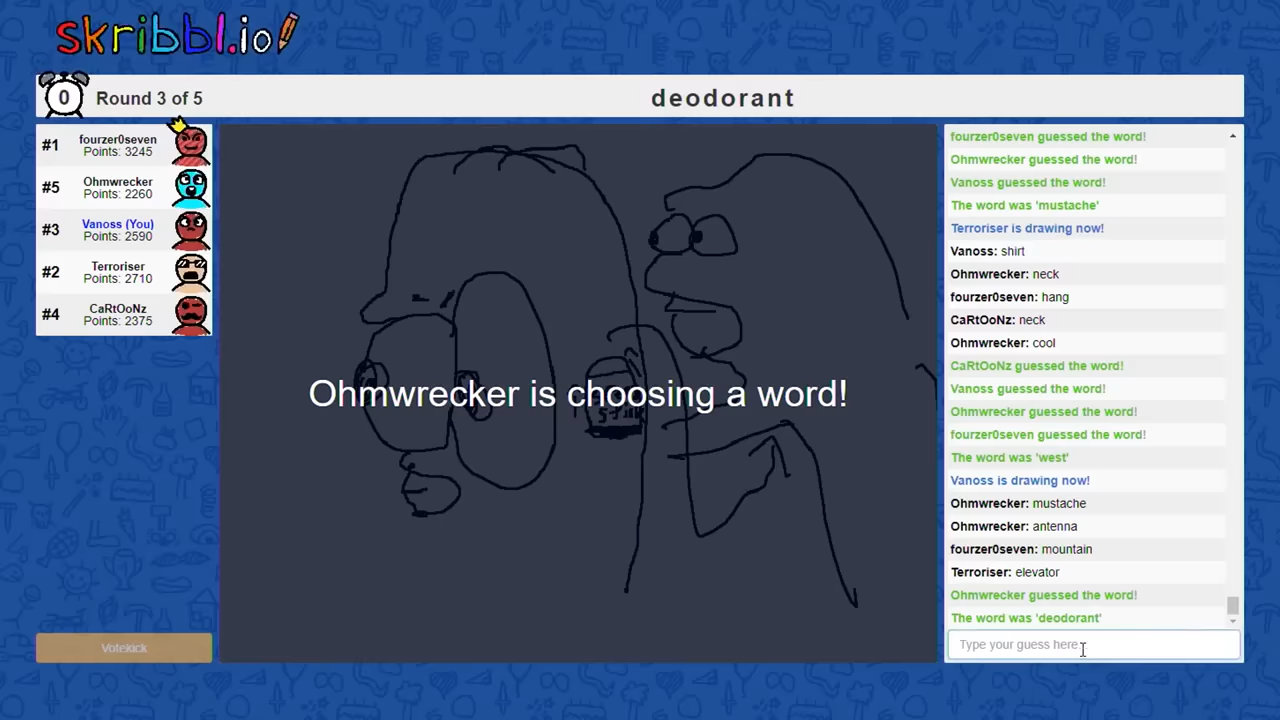 skribbl.io
0
Round 3 of 5
deodorant
#1
fourzer0seven
Points: 3245
#5
Ohmwrecker
Points: 2260
#3
Vanoss (You)
Points: 2590
#2
Terroriser
Points: 2710
#4
CaRtOoNz
Points: 2375
Votekick
Ohmwrecker is choosing a word!
fourzer0seven guessed the word!
Ohmwrecker guessed the word!
Vanoss guessed the word!
The word was 'mustache'
Terroriser is drawing now!
Vanoss: shirt
Ohmwrecker: neck
fourzer0seven: hang
CaRtOoNz: neck
Ohmwrecker: cool
CaRtOoNz guessed the word!
Vanoss guessed the word!
Ohmwrecker guessed the word!
fourzer0seven guessed the word!
The word was 'west'
Vanoss is drawing now!
Ohmwrecker: mustache
Ohmwrecker: antenna
fourzer0seven: mountain
Terroriser: elevator
Ohmwrecker guessed the word!
The word was 'deodorant'
Type your guess here